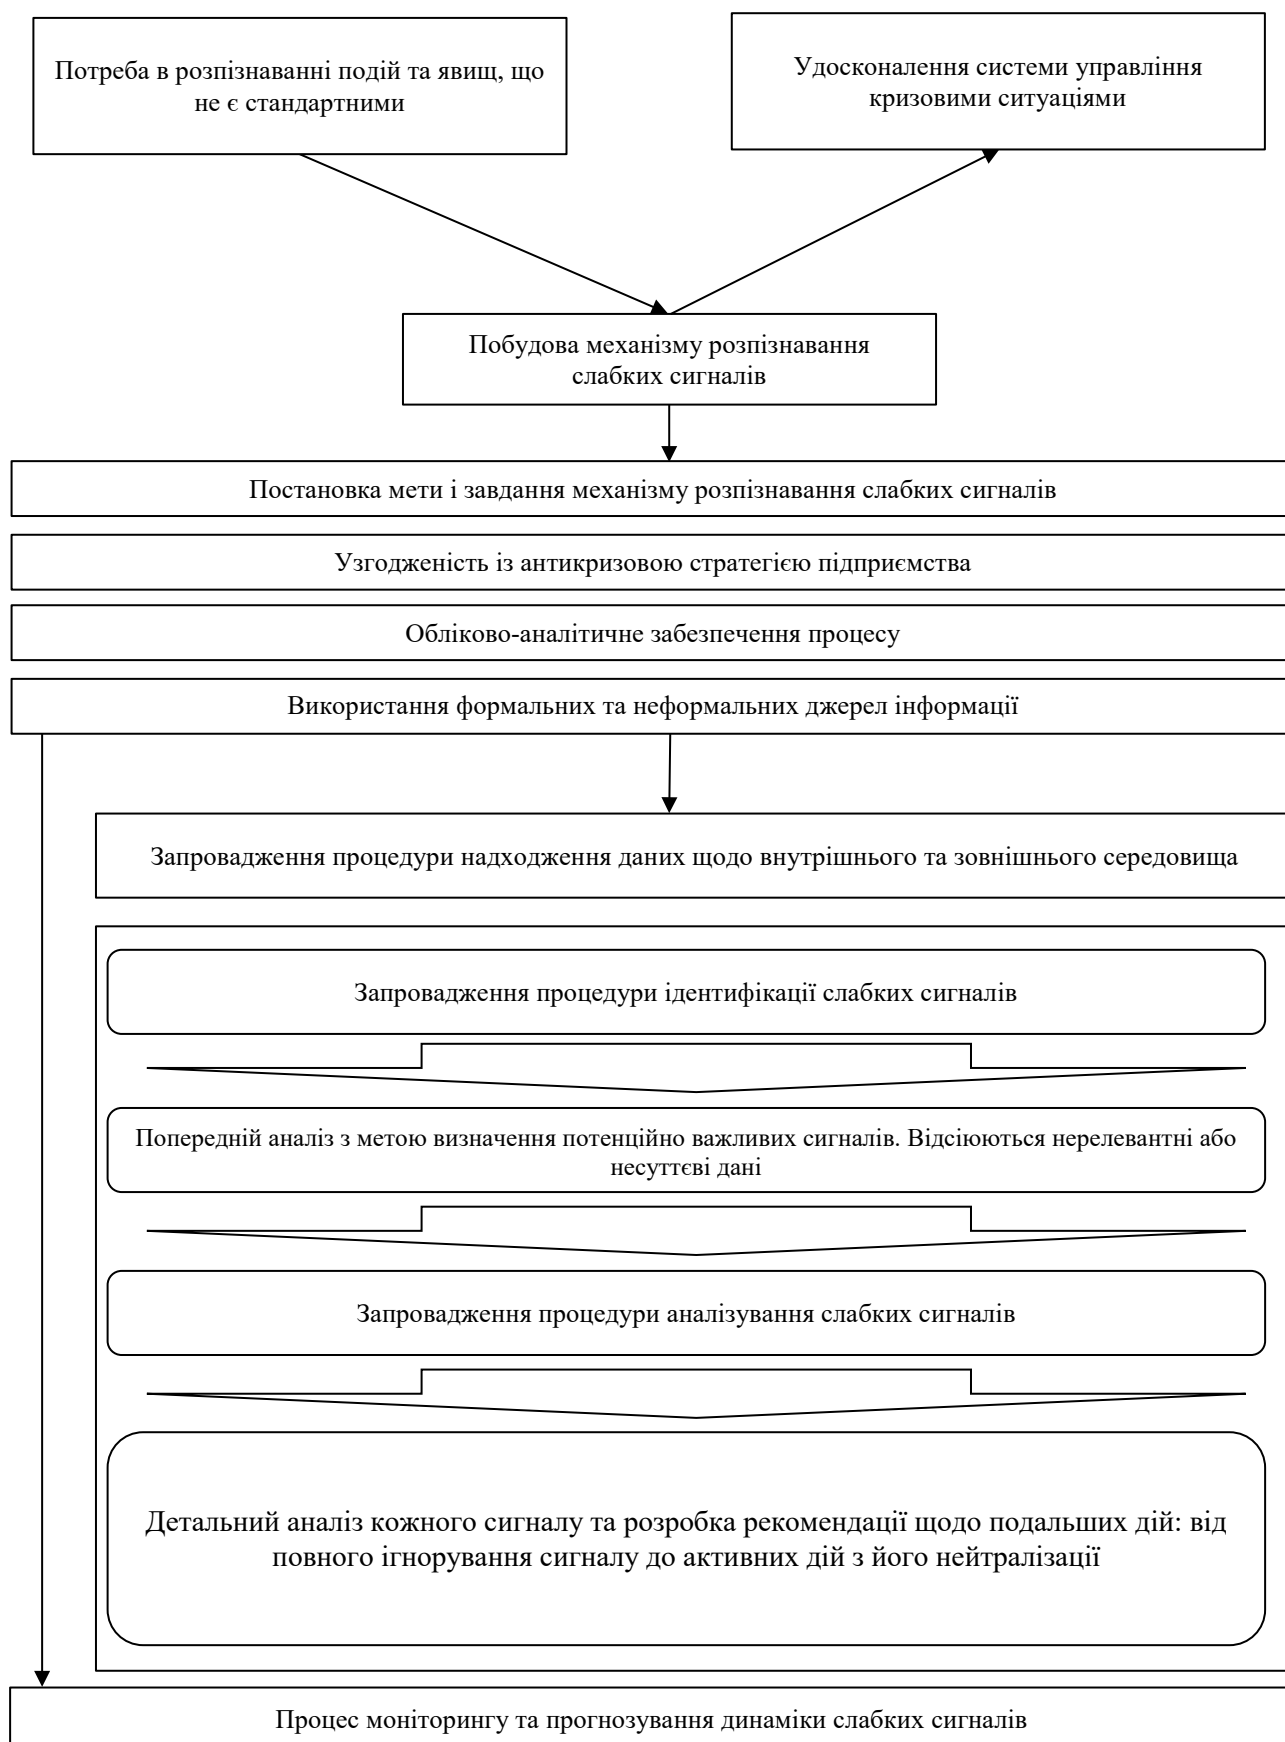 Потреба в розпізнаванні подій та явищ, що
не є стандартними
Удосконалення системи управління
кризовими ситуаціями
Побудова механізму розпізнавання
слабких сигналів
Постановка мети і завдання механізму розпізнавання слабких сигналів
Узгодженість із антикризовою стратегією підприємства
Обліково-аналітичне забезпечення процесу
Використання формальних та неформальних джерел інформації
Запровадження процедури надходження даних щодо внутрішнього та зовнішнього середовища
Запровадження процедури ідентифікації слабких сигналів
Попередній аналіз з метою визначення потенційно важливих сигналів. Відсіюються нерелевантні або
несуттєві дані
Запровадження процедури аналізування слабких сигналів
Детальний аналіз кожного сигналу та розробка рекомендації щодо подальших дій: від
повного ігнорування сигналу до активних дій з його нейтралізації
Процес моніторингу та прогнозування динаміки слабких сигналів